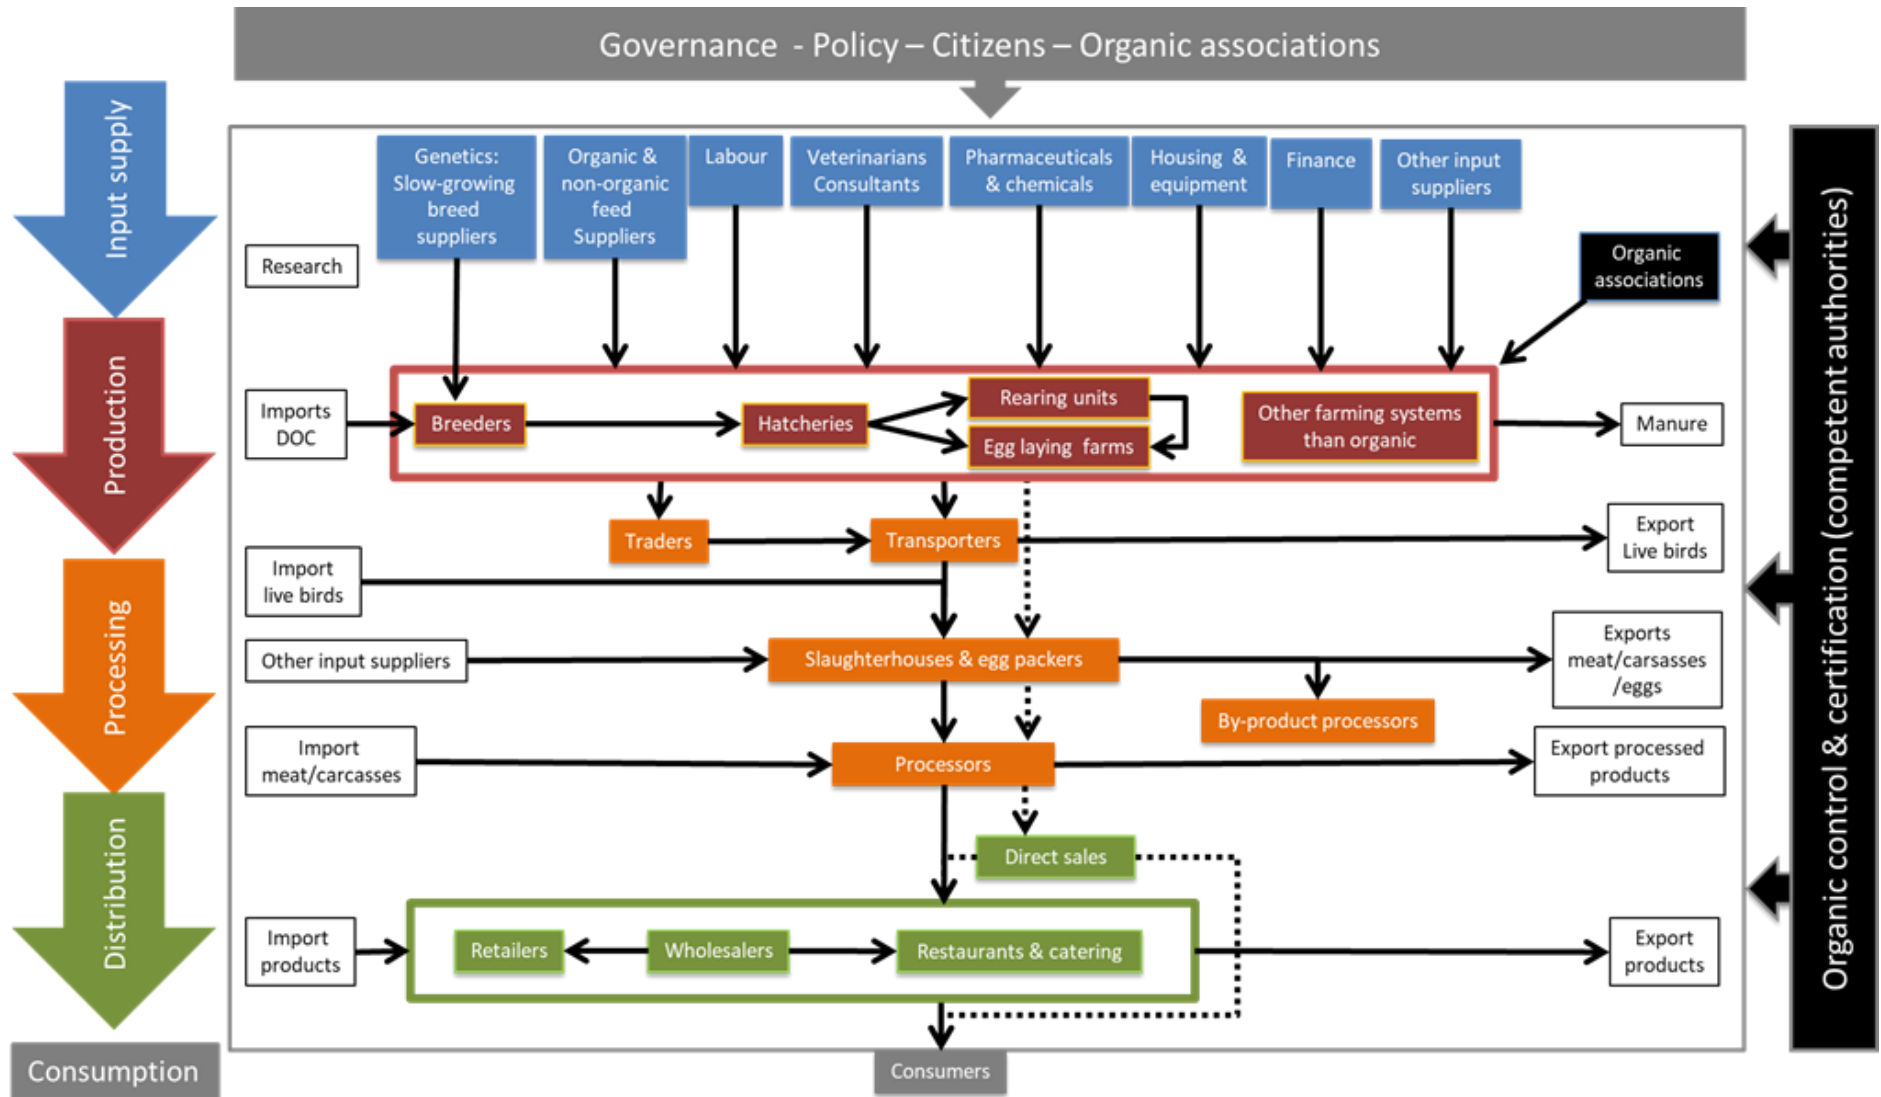 Governance - Policy – Citizens – Organic associations
Input supply
Production
Processing
Distribution
Consumption
Genetics:
Slow-growing
breed
suppliers
Organic &
non-organic
feed
Suppliers
Labour
Veterinarians
Consultants
Pharmaceuticals
& chemicals
Housing &
equipment
Finance
Other input
suppliers
Research
Organic
associations
Imports
DOC
Breeders
Hatcheries
Rearing units
Egg laying farms
Other farming systems
than organic
Manure
Traders
Transporters
Export
Live birds
Import
live birds
Other input suppliers
Slaughterhouses & egg packers
Exports
meat/carsasses
/eggs
By-product processors
Import
meat/carcasses
Processors
Export processed
products
Direct sales
Import
products
Retailers
Wholesalers
Restaurants & catering
Export
products
Consumers
Organic control & certification (competent authorities)